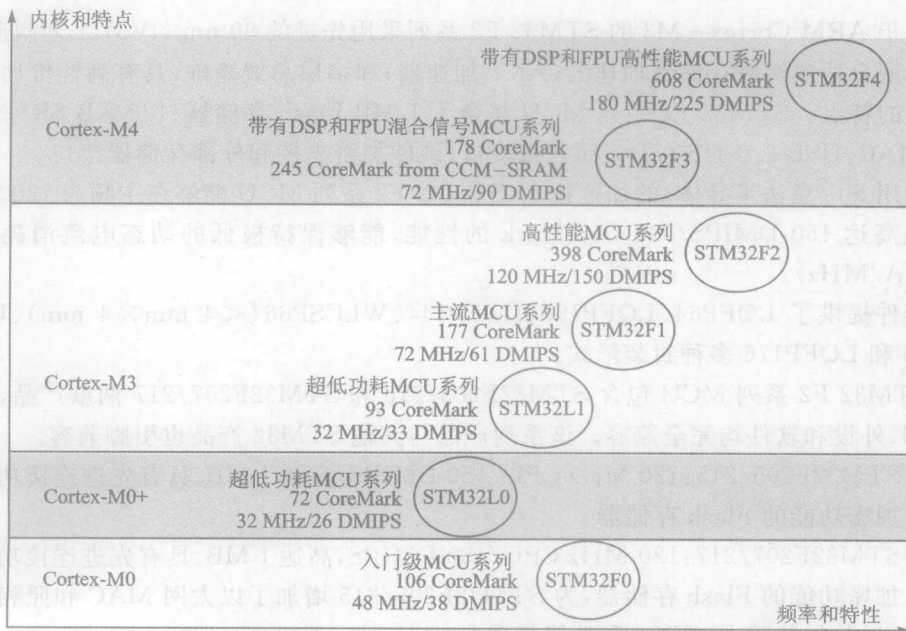 内核和特点
带有DSP和FPU高性能MCU系列
608 CoreMark
180 MHz/225 DMIPS
STM32F4
Cortex-M4
带有DSP和FPU混合信号MCU系列
178 CoreMark
245 CoreMark from CCM-SRAM
72 MHz/90 DMIPS
STM32F3
高性能MCU系列
398 CoreMark
120 MHz/150 DMIPS
STM32F2
主流MCU系列
177 CoreMark
72 MHz/61 DMIPS
STM32F1
Cortex-M3
超低功耗MCU系列
93 CoreMark
32 MHz/33 DMIPS
STM32L1
Cortex-M0+
超低功耗MCU系列
72 CoreMark
32 MHz/26 DMIPS
STM32L0
Cortex-M0
入门级MCU系列
106 CoreMark
48 MHz/38 DMIPS
STM32F0
频率和特性